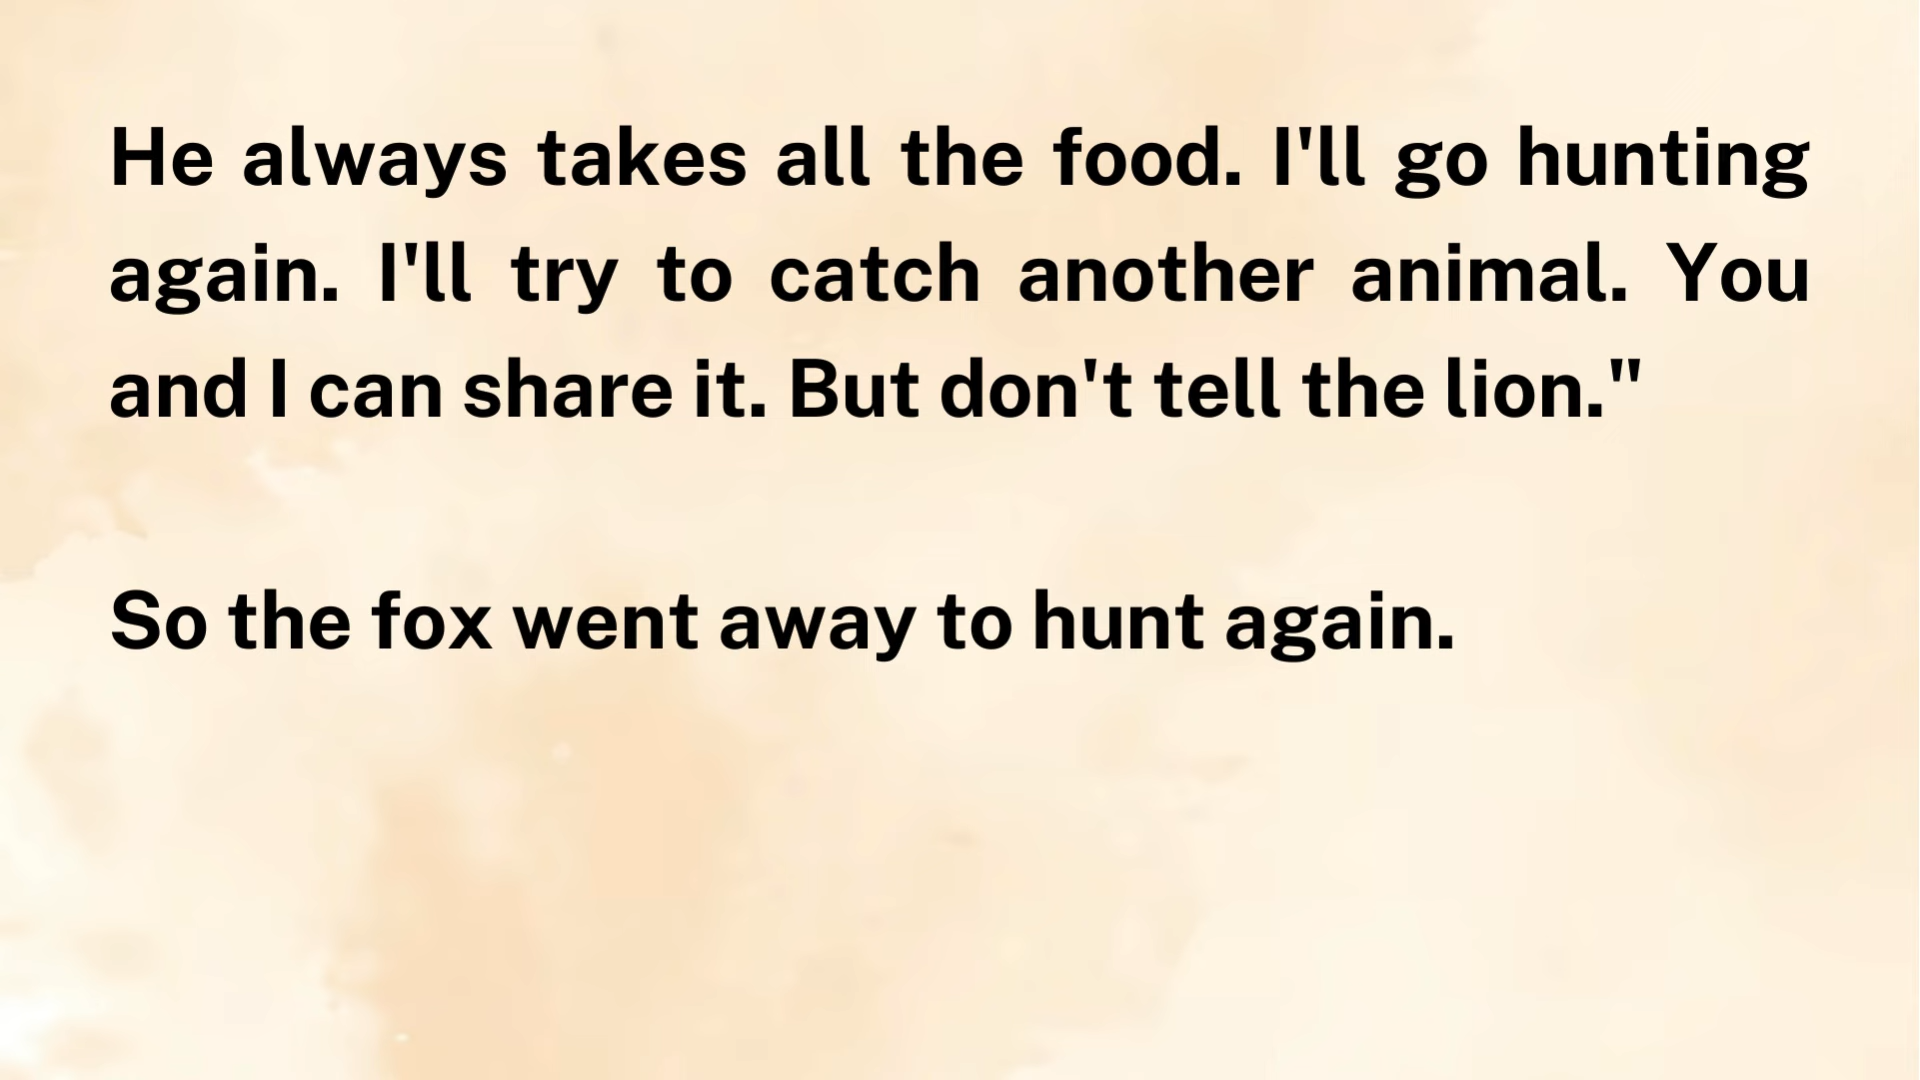 He always takes all the food. I'll go hunting
again. I'll try to catch another animal. You
and I can share it. But don't tell the lion."
So the fox went away to hunt again.